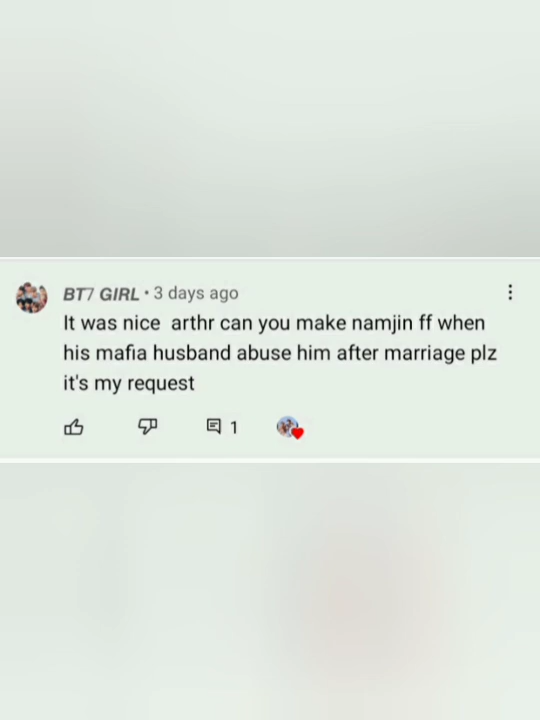 BT7 GIRL • 3 days ago
It was nice  arthr can you make namjin ff when
his mafia husband abuse him after marriage plz
it's my request
1